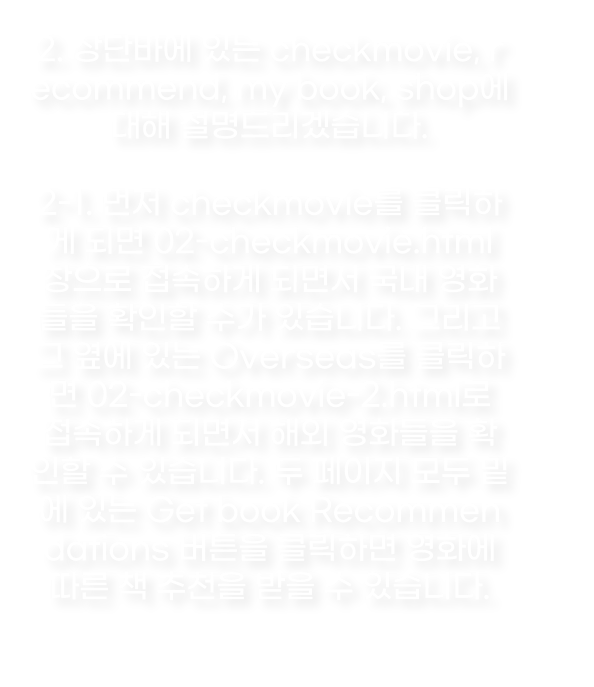 2. 상단바에 있는 checkmovie, r
ecommend, my book, shop에
대해 설명드리겠습니다.
2-1. 먼저 checkmovie를 클릭하
게 되면 02-checkmovie.html
창으로 접속하게 되면서 국내 영화
들을 확인할 수가 있습니다. 그리고
그 옆에 있는 Overseas를 클릭하
면 02-checkmovie-2.html로
접속하게 되면서 해외 영화들을 확
인할 수 있습니다. 두 페이지 모두 밑
에 있는 Get book Recommen
dations 버튼을 클릭하면 영화에
따른 책 추천을 받을 수 있습니다.